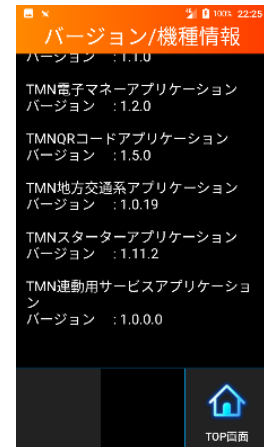 100% 22:25
バージョン/機種情報
バージョン :1.1.0
TMN電子マネーアプリケーション
バージョン :1.2.0
TMNQRコードアプリケーション
バージョン :1.5.0
TMN地方交通系アプリケーション
バージョン :1.0.19
TMNスターターアプリケーション
バージョン :1.11.2
TMN連動用サービスアプリケーショ
ン
バージョン :1.0.0.0
TOP画面